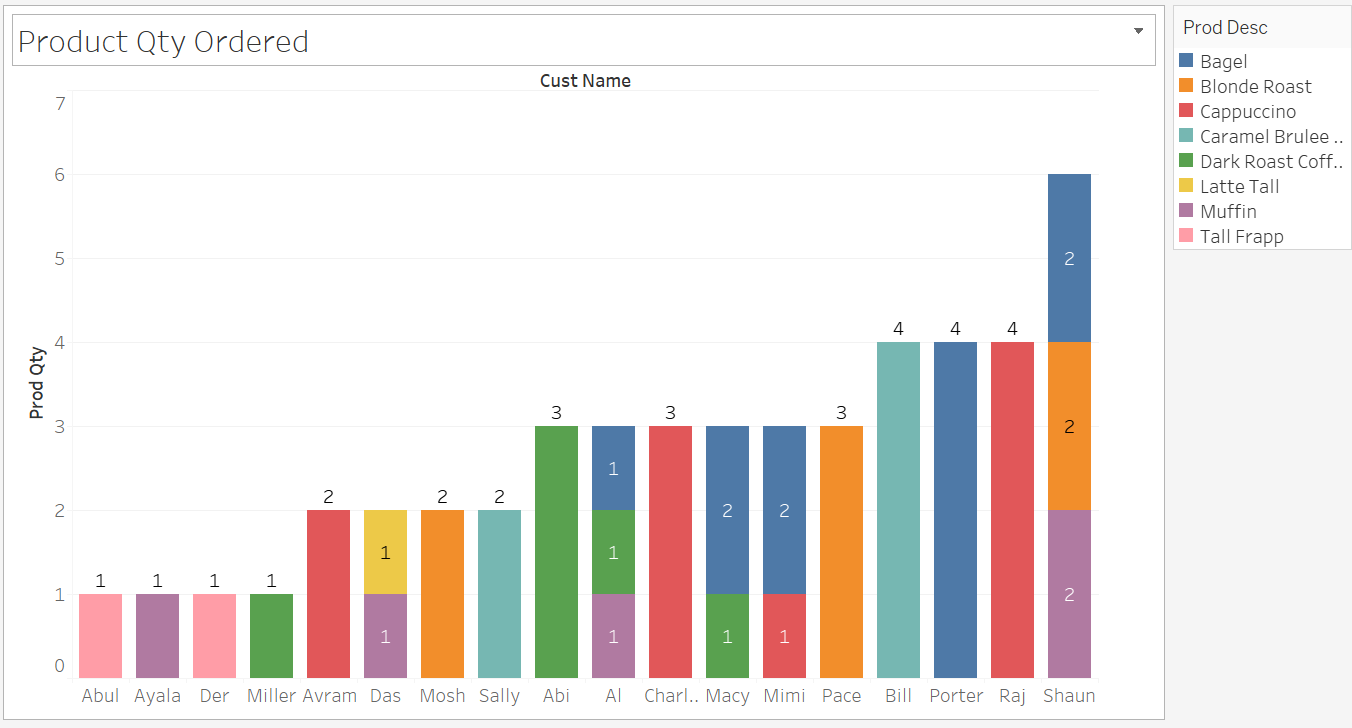 Product Qty Ordered
Cust Name
Prod Qty
7
6
5
4
3
2
1
0
1
1
1
1
2
1
1
2
2
3
1
1
1
3
2
1
2
1
3
4
4
4
2
2
2
Abul Ayala Der Miller Avram Das Mosh Sally Abi Al Charl.. Macy Mimi Pace Bill Porter Raj Shaun
Prod Desc
Bagel
Blonde Roast
Cappuccino
Caramel Brulee ..
Dark Roast Coff..
Latte Tall
Muffin
Tall Frapp